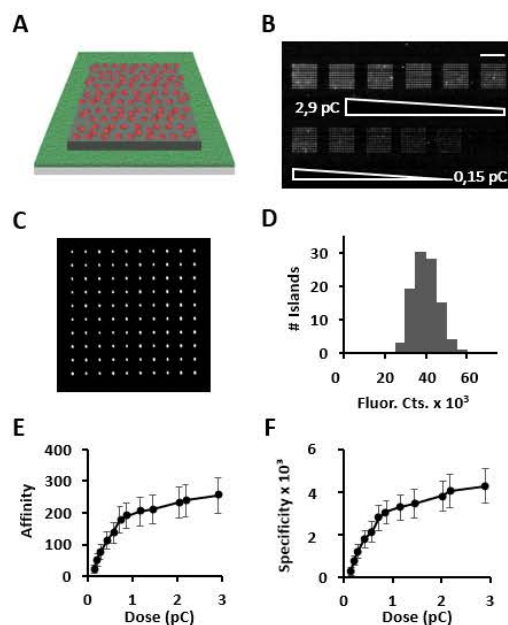 A
B
2,9 pC
0,15 pC
C
D
# Islands
30
20
10
0
0
20
40
60
Fluor. Cts. x 10³
E
Affinity
400
300
200
100
0
0
1
2
3
Dose (pC)
F
Specificity x 10³
6
4
2
0
0
1
2
3
Dose (pC)